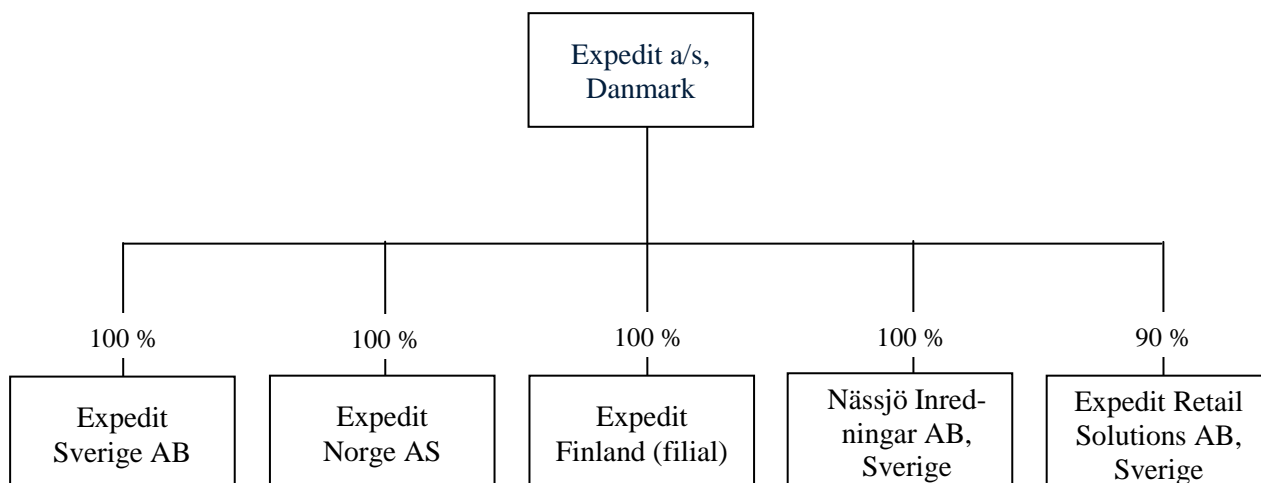 Expedit a/s,
Danmark
100 %
100 %
100 %
100 %
90 %
Expedit
Sverige AB
Expedit
Norge AS
Expedit
Finland (filial)
Nässjö Inred-
ningar AB,
Sverige
Expedit Retail
Solutions AB,
Sverige